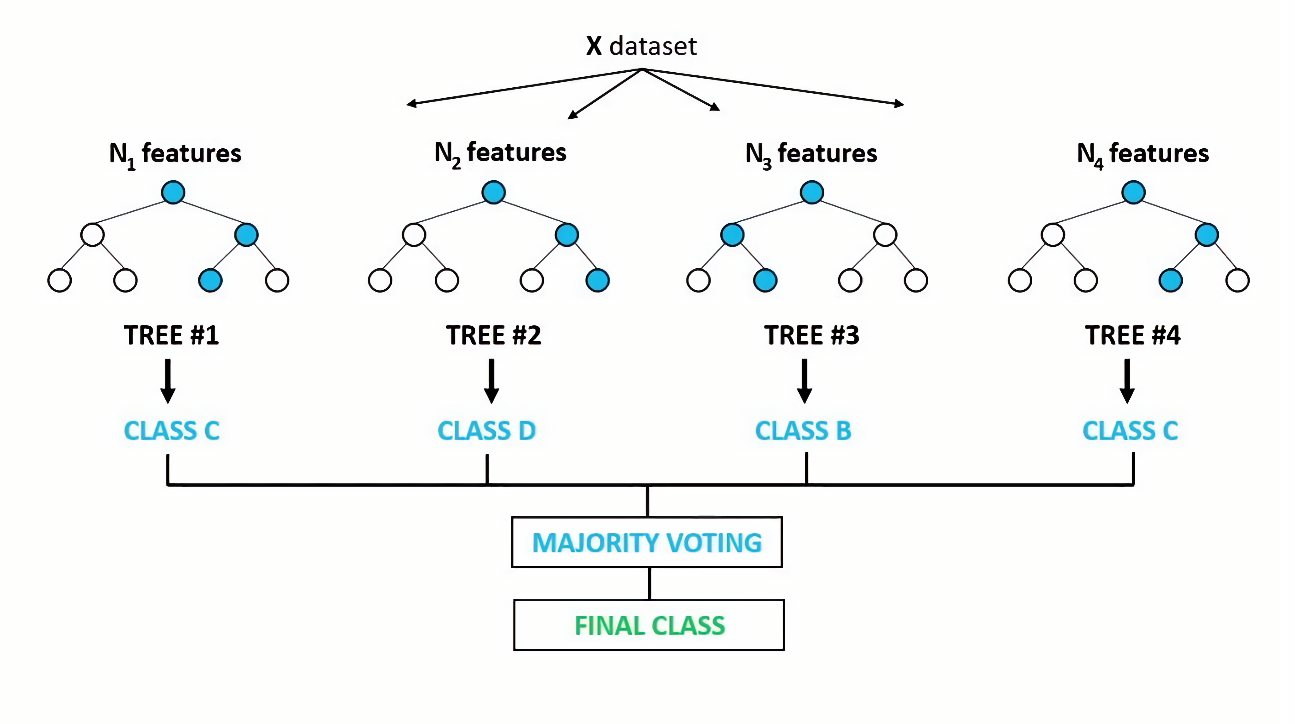 X dataset
N1 features
N2 features
N3 features
N4 features
TREE #1
TREE #2
TREE #3
TREE #4
CLASS C
CLASS D
CLASS B
CLASS C
MAJORITY VOTING
FINAL CLASS